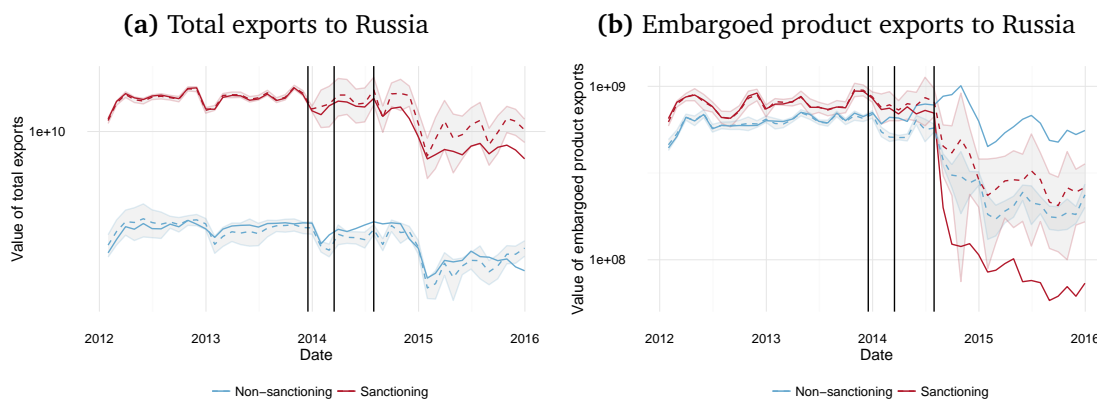 (a) Total exports to Russia
Value of total exports
1e+10
2012 2013 2014 2015 2016
Date
Non−sanctioning Sanctioning
(b) Embargoed product exports to Russia
Value of embargoed product exports
1e+09
1e+08
2012 2013 2014 2015 2016
Date
Non−sanctioning Sanctioning